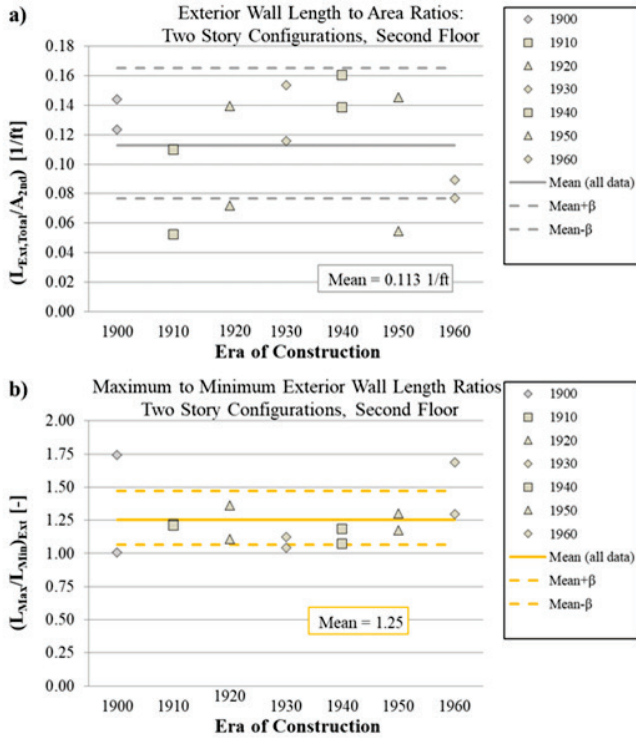 a)
Exterior Wall Length to Area Ratios:
Two Story Configurations, Second Floor
(L_Ext,Total/A_2nd) [1/ft]
0.18
0.16
0.14
0.12
0.10
0.08
0.06
0.04
0.02
0.00
Mean = 0.113 1/ft
1900 1910 1920 1930 1940 1950 1960
Era of Construction
1900
1910
1920
1930
1940
1950
1960
Mean (all data)
Mean+β
Mean-β
b)
Maximum to Minimum Exterior Wall Length Ratios
Two Story Configurations, Second Floor
(L_Max/L_Min)_Ext [-]
2.00
1.75
1.50
1.25
1.00
0.75
0.50
0.25
0.00
Mean = 1.25
1900 1910 1920 1930 1940 1950 1960
Era of Construction
1900
1910
1920
1930
1940
1950
1960
Mean (all data)
Mean+β
Mean-β